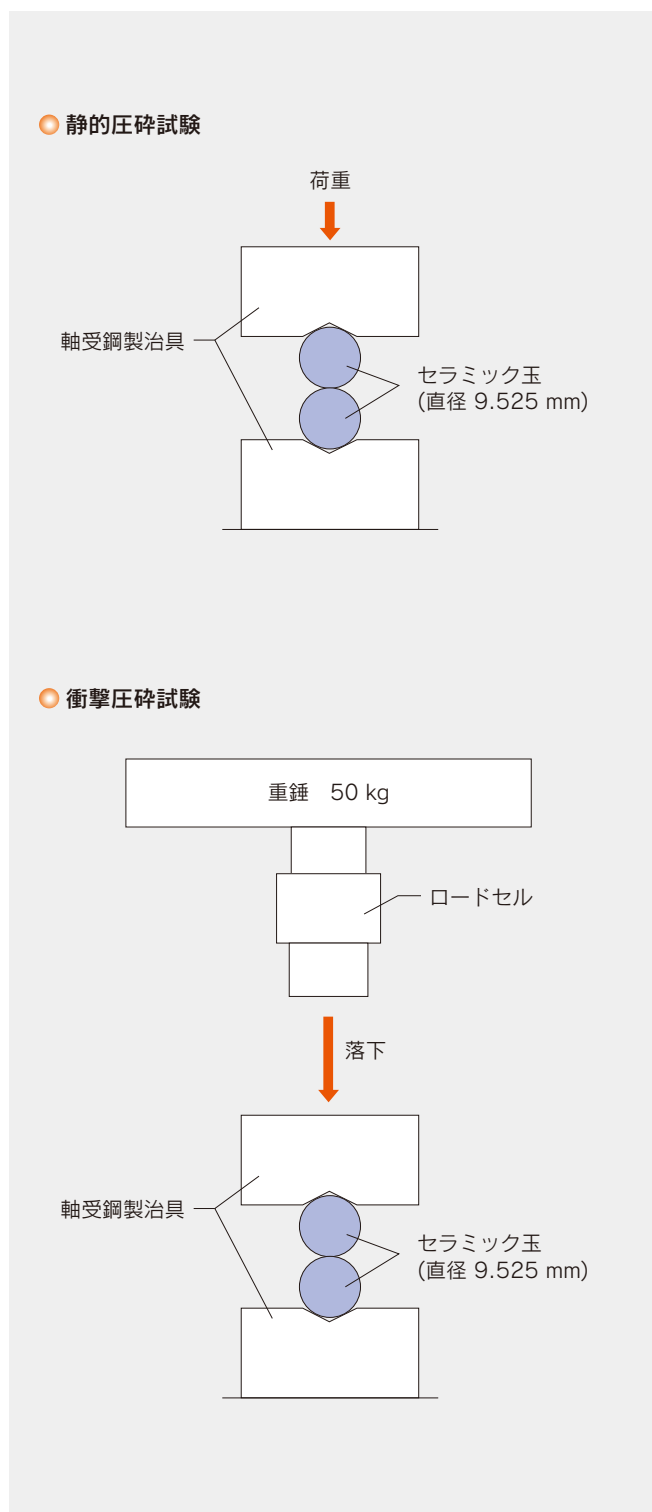 静的圧砕試験
荷重
軸受鋼製治具
セラミック玉
(直径 9.525 mm)
衝撃圧砕試験
重錘　50 kg
ロードセル
落下
軸受鋼製治具
セラミック玉
(直径 9.525 mm)